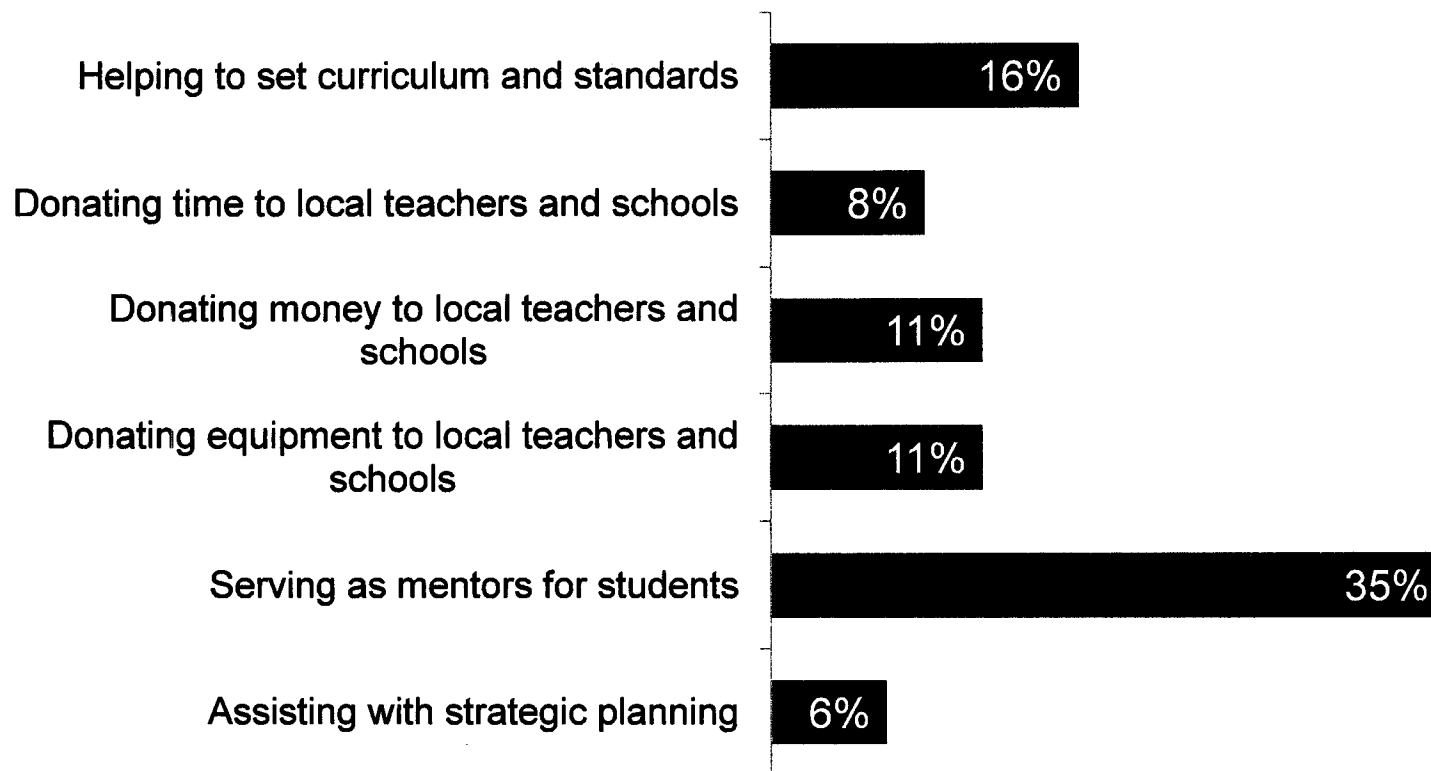 Helping to set curriculum and standards
16%
Donating time to local teachers and schools
8%
Donating money to local teachers and
schools
11%
Donating equipment to local teachers and
schools
11%
Serving as mentors for students
35%
Assisting with strategic planning
6%